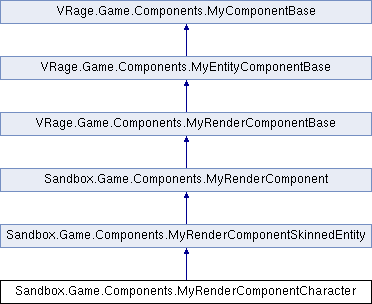 VRage.Game.Components.MyComponentBase
VRage.Game.Components.MyEntityComponentBase
VRage.Game.Components.MyRenderComponentBase
Sandbox.Game.Components.MyRenderComponent
Sandbox.Game.Components.MyRenderComponentSkinnedEntity
Sandbox.Game.Components.MyRenderComponentCharacter